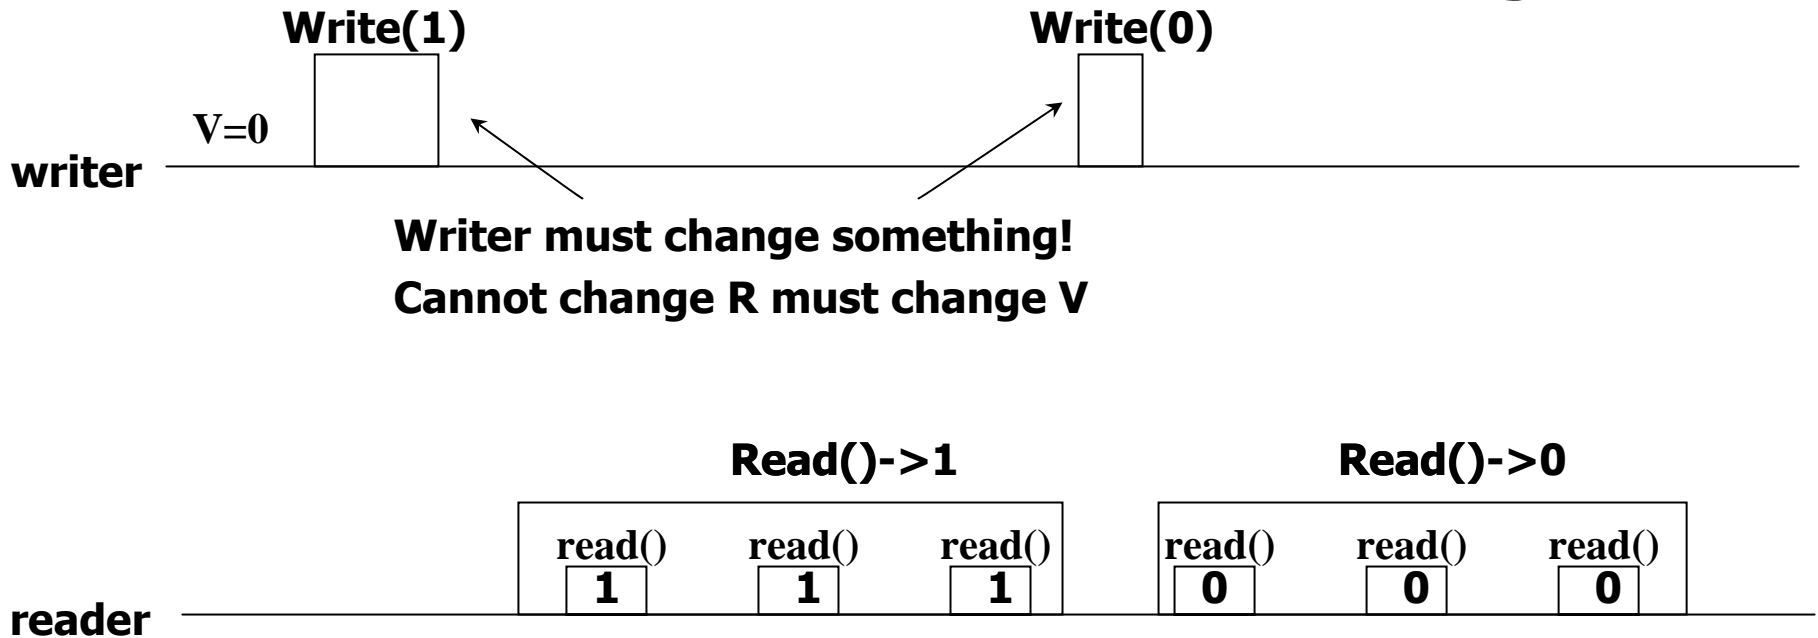 Write(1) Write(0)
V=0
writer
Writer must change something!
Cannot change R must change V
Read()->1 Read()->0
read() read() read() read() read() read()
1 1 1 0 0 0
reader